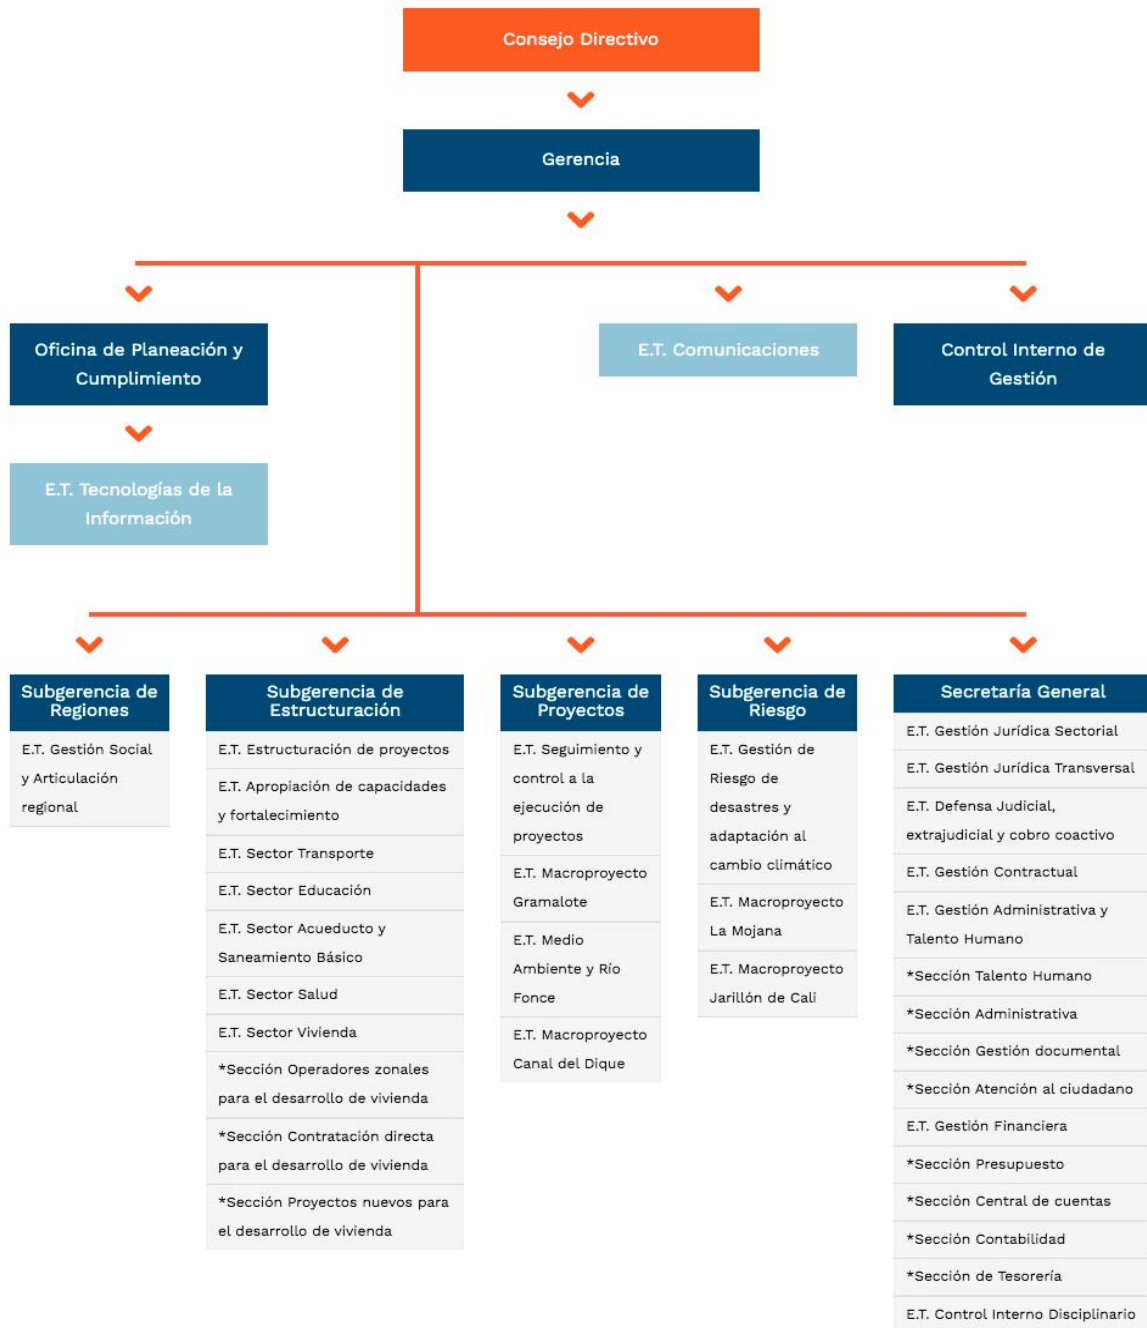 Consejo Directivo
Gerencia
Oficina de Planeación y
Cumplimiento
E.T. Comunicaciones
Control Interno de
Gestión
E.T. Tecnologías de la
Información
Subgerencia de
Regiones
E.T. Gestión Social
y Articulación
regional
Subgerencia de
Estructuración
E.T. Estructuración de proyectos
E.T. Apropiación de capacidades
y fortalecimiento
E.T. Sector Transporte
E.T. Sector Educación
E.T. Sector Acueducto y
Saneamiento Básico
E.T. Sector Salud
E.T. Sector Vivienda
*Sección Operadores zonales
para el desarrollo de vivienda
*Sección Contratación directa
para el desarrollo de vivienda
*Sección Proyectos nuevos para
el desarrollo de vivienda
Subgerencia de
Proyectos
E.T. Seguimiento y
control a la
ejecución de
proyectos
E.T. Macroproyecto
Gramalote
E.T. Medio
Ambiente y Río
Fonce
E.T. Macroproyecto
Canal del Dique
Subgerencia de
Riesgo
E.T. Gestión de
Riesgo de
desastres y
adaptación al
cambio climático
E.T. Macroproyecto
La Mojana
E.T. Macroproyecto
Jarillón de Cali
Secretaría General
E.T. Gestión Jurídica Sectorial
E.T. Gestión Jurídica Transversal
E.T. Defensa Judicial,
extrajudicial y cobro coactivo
E.T. Gestión Contractual
E.T. Gestión Administrativa y
Talento Humano
*Sección Talento Humano
*Sección Administrativa
*Sección Gestión documental
*Sección Atención al ciudadano
E.T. Gestión Financiera
*Sección Presupuesto
*Sección Central de cuentas
*Sección Contabilidad
*Sección de Tesorería
E.T. Control Interno Disciplinario